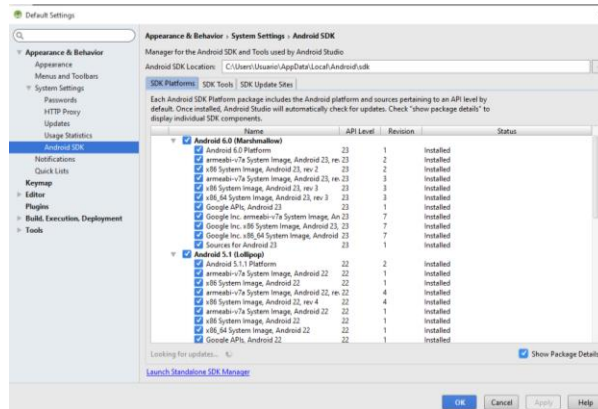 Default Settings
Appearance & Behavior
Appearance
Menus and Toolbars
System Settings
Passwords
HTTP Proxy
Updates
Usage Statistics
Android SDK
Notifications
Quick Lists
Keymap
Editor
Plugins
Build, Execution, Deployment
Tools
Appearance & Behavior › System Settings › Android SDK
Manager for the Android SDK and Tools used by Android Studio
Android SDK Location: C:\Users\Usuario\AppData\Local\Android\sdk
SDK Platforms SDK Tools SDK Update Sites
Each Android SDK Platform package includes the Android platform and sources pertaining to an API level by
default. Once installed, Android Studio will automatically check for updates. Check "show package details" to
display individual SDK components.
Name API Level Revision Status
Android 6.0 (Marshmallow)
Android 6.0 Platform 23 1 Installed
armeabi-v7a System Image, Android 23, re 23 2 Installed
x86 System Image, Android 23, rev 2 23 2 Installed
armeabi-v7a System Image, Android 23, re 23 3 Installed
x86 System Image, Android 23, rev 3 23 3 Installed
x86_64 System Image, Android 23, rev 3 23 3 Installed
Google APIs, Android 23 23 1 Installed
Google Inc. armeabi-v7a System Image, An 23 7 Installed
Google Inc. x86 System Image, Android 23, 23 7 Installed
Google Inc. x86_64 System Image, Android 23 7 Installed
Sources for Android 23 23 1 Installed
Android 5.1 (Lollipop)
Android 5.1.1 Platform 22 2 Installed
armeabi-v7a System Image, Android 22 22 1 Installed
x86 System Image, Android 22 22 1 Installed
armeabi-v7a System Image, Android 22, re 22 4 Installed
x86 System Image, Android 22, rev 4 22 4 Installed
armeabi-v7a System Image, Android 22 22 1 Installed
x86 System Image, Android 22 22 1 Installed
x86_64 System Image, Android 22 22 1 Installed
Google APIs, Android 22 22 1 Installed
Looking for updates...
Show Package Details
Launch Standalone SDK Manager
OK Cancel Apply Help